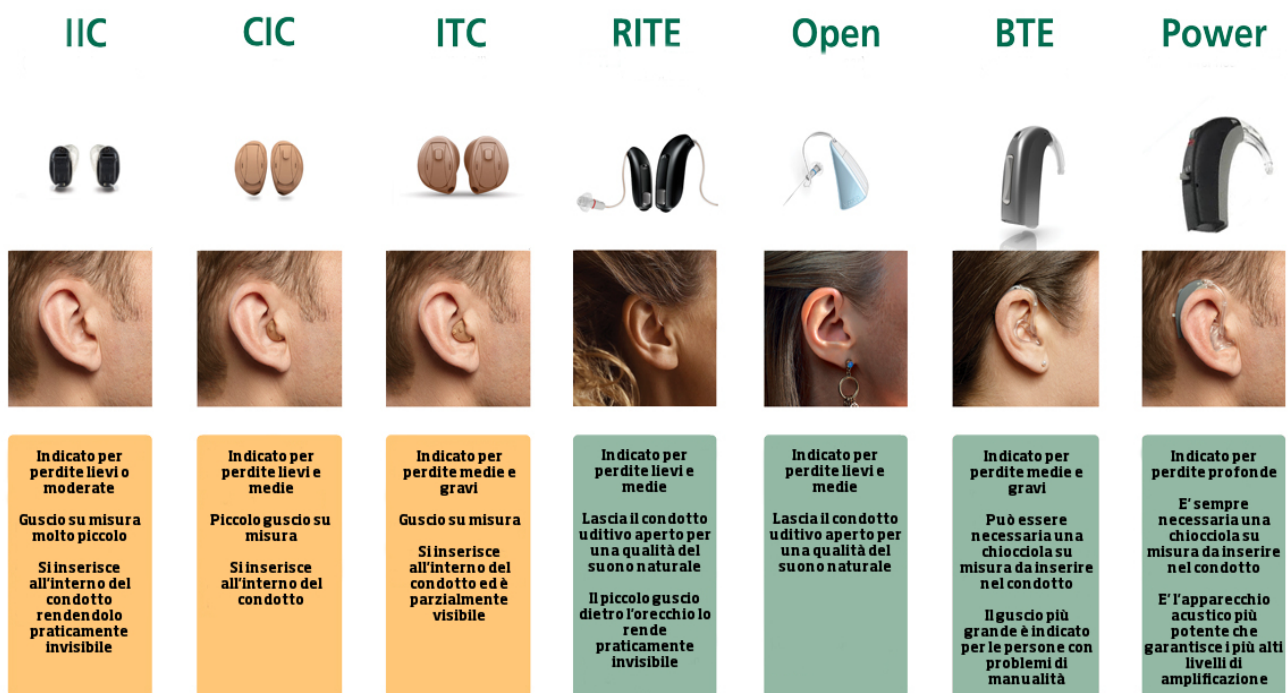 IIC
CIC
ITC
RITE
Open
BTE
Power
Indicato per
perdite lievi o
moderate
Guscio su misura
molto piccolo
Si inserisce
all'interno del
condotto
rendendolo
praticamente
invisibile
Indicato per
perdite lievi e
medie
Piccolo guscio su
misura
Si inserisce
all'interno del
condotto
Indicato per
perdite medie e
gravi
Guscio su misura
Si inserisce
all'interno del
condotto ed è
parzialmente
visibile
Indicato per
perdite lievi e
medie
Lascia il condotto
uditivo aperto per
una qualità del
suono naturale
Il piccolo guscio
dietro l'orecchio lo
rende
praticamente
invisibile
Indicato per
perdite lievi e
medie
Lascia il condotto
uditivo aperto per
una qualità del
suono naturale
Indicato per
perdite medie e
gravi
Può essere
necessaria una
chiocciola su
misura da inserire
nel condotto
Il guscio più
grande è indicato
per le persone con
problemi di
manualità
Indicato per
perdite profonde
E' sempre
necessaria una
chiocciola su
misura da inserire
nel condotto
E' l'apparecchio
acustico più
potente che
garantisce i più alti
livelli di
amplificazione